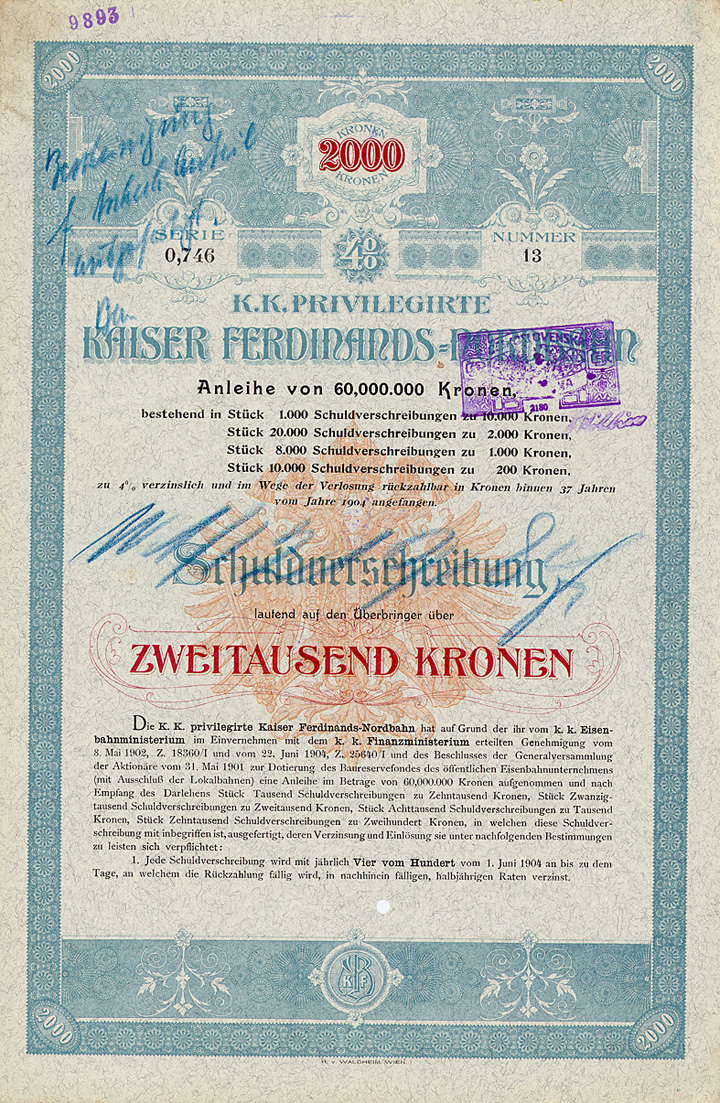 9893
2000
2000
KRONEN
2000
KRONEN
SERIE
0,746
4%
NUMMER
13
K.K. PRIVILEGIRTE
KAISER FERDINANDS=NORDBAHN
Anleihe von 60,000.000 Kronen,
bestehend in Stück 1.000 Schuldverschreibungen zu 10.000 Kronen,
Stück 20.000 Schuldverschreibungen zu 2.000 Kronen,
Stück 8.000 Schuldverschreibungen zu 1.000 Kronen,
Stück 10.000 Schuldverschreibungen zu 200 Kronen,
2180
zu 4% verzinslich und im Wege der Verlosung rückzahlbar in Kronen binnen 37 Jahren
vom Jahre 1904 angefangen.
Schuldverschreibung
lautend auf den Überbringer über
ZWEITAUSEND KRONEN
Die K. K. privilegirte Kaiser Ferdinands-Nordbahn hat auf Grund der ihr vom k. k. Eisen-
bahnministerium im Einvernehmen mit dem k. k. Finanzministerium erteilten Genehmigung vom
8. Mai 1902, Z. 18360/I und vom 22. Juni 1904, Z. 25640/I und des Beschlusses der Generalversammlung
der Aktionäre vom 31. Mai 1901 zur Dotierung des Baureservefondes des öffentlichen Eisenbahnunternehmens
(mit Ausschluß der Lokalbahnen) eine Anleihe im Betrage von 60,000.000 Kronen aufgenommen und nach
Empfang des Darlehens Stück Tausend Schuldverschreibungen zu Zehntausend Kronen, Stück Zwanzig-
tausend Schuldverschreibungen zu Zweitausend Kronen, Stück Achttausend Schuldverschreibungen zu Tausend
Kronen, Stück Zehntausend Schuldverschreibungen zu Zweihundert Kronen, in welchen diese Schuldver-
schreibung mit inbegriffen ist, ausgefertigt, deren Verzinsung und Einlösung sie unter nachfolgenden Bestimmungen
zu leisten sich verpflichtet:
1. Jede Schuldverschreibung wird mit jährlich Vier vom Hundert vom 1. Juni 1904 an bis zu dem
Tage, an welchem die Rückzahlung fällig wird, in nachhinein fälligen, halbjährigen Raten verzinst.
2000
2000
H. v. WALDHEIM, WIEN.